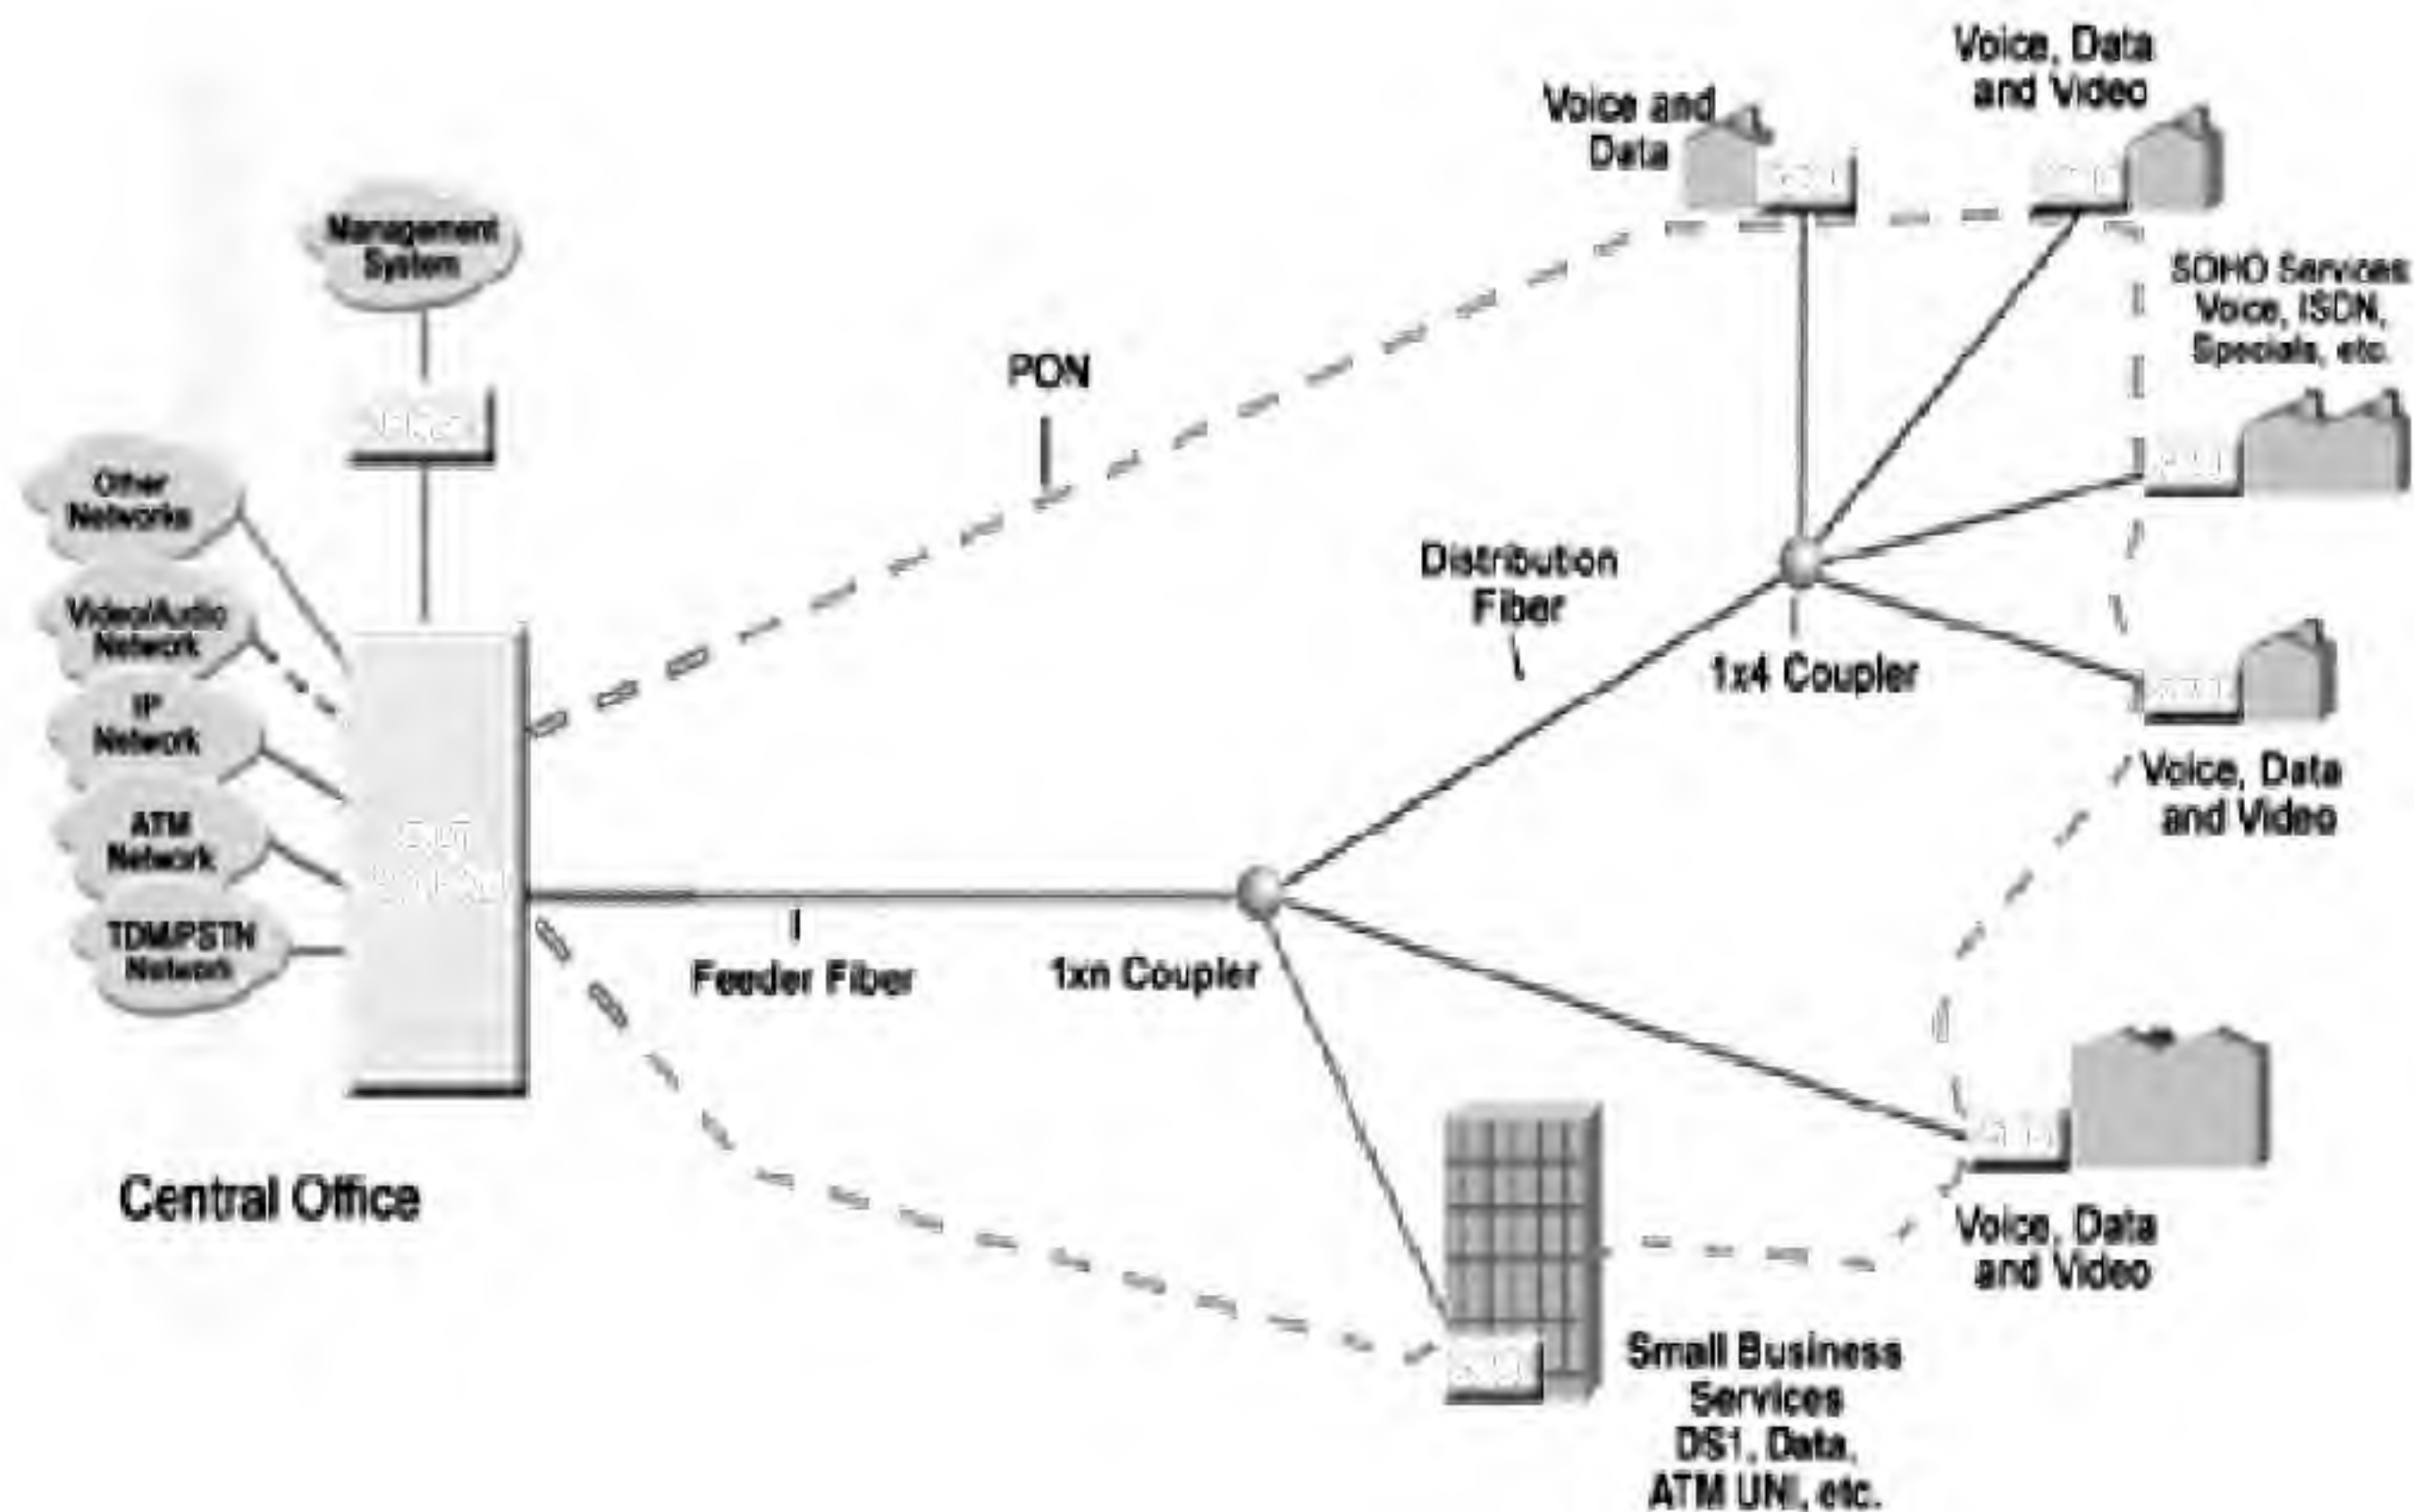 Voice, Data
and Video
Voice and
Data
Management
System
SOHO Services
Voice, ISDN,
Specials, etc.
PON
Other
Networks
Distribution
Fiber
Video/Audio
Network
1x4 Coupler
IP
Network
Voice, Data
and Video
ATM
Network
TDM/PSTN
Network
Feeder Fiber
1xn Coupler
Central Office
Voice, Data
and Video
Small Business
Services
DS1, Data,
ATM UNI, etc.